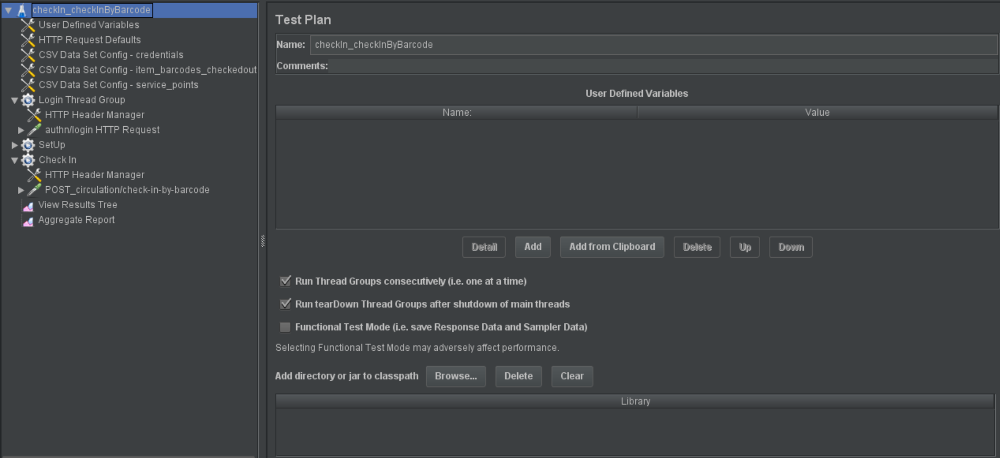 checkIn_checkInByBarcode
User Defined Variables
HTTP Request Defaults
CSV Data Set Config - credentials
CSV Data Set Config - item_barcodes_checkedout
CSV Data Set Config - service_points
Login Thread Group
HTTP Header Manager
authn/login HTTP Request
SetUp
Check In
HTTP Header Manager
POST_circulation/check-in-by-barcode
View Results Tree
Aggregate Report
Test Plan
Name: checkIn_checkInByBarcode
Comments:
User Defined Variables
Name: Value
Detail Add Add from Clipboard Delete Up Down
Run Thread Groups consecutively (i.e. one at a time)
Run tearDown Thread Groups after shutdown of main threads
Functional Test Mode (i.e. save Response Data and Sampler Data)
Selecting Functional Test Mode may adversely affect performance.
Add directory or jar to classpath Browse... Delete Clear
Library